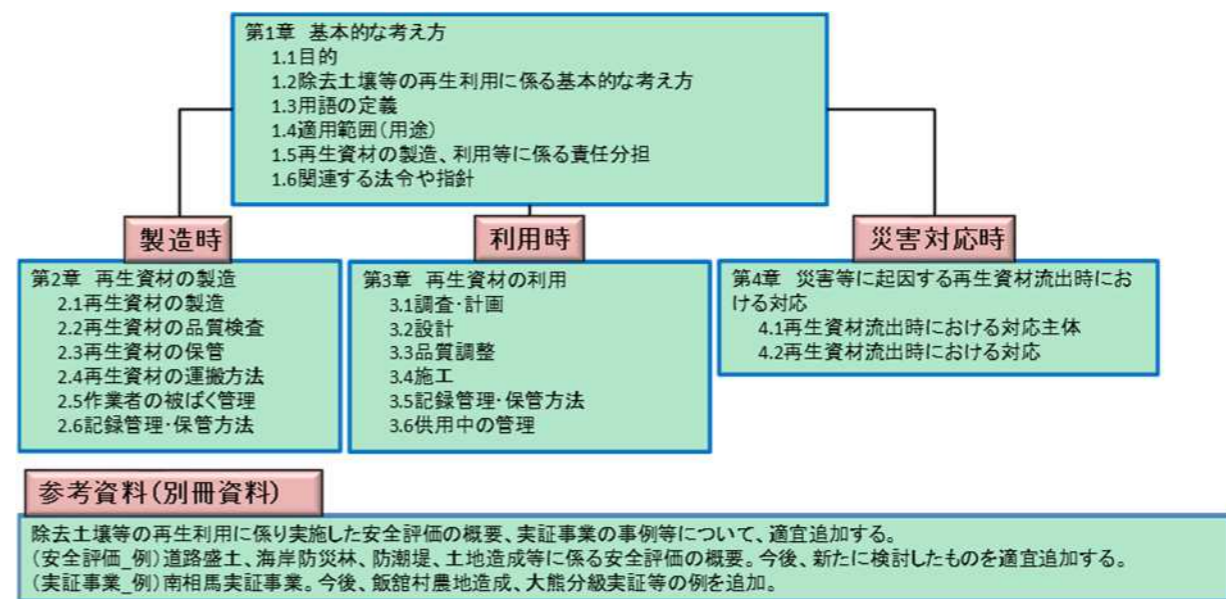 第1章 基本的な考え方
1.1目的
1.2除去土壌等の再生利用に係る基本的な考え方
1.3用語の定義
1.4適用範囲(用途)
1.5再生資材の製造、利用等に係る責任分担
1.6関連する法令や指針
製造時
第2章 再生資材の製造
2.1再生資材の製造
2.2再生資材の品質検査
2.3再生資材の保管
2.4再生資材の運搬方法
2.5作業者の被ばく管理
2.6記録管理・保管方法
利用時
第3章 再生資材の利用
3.1調査・計画
3.2設計
3.3品質調整
3.4施工
3.5記録管理・保管方法
3.6供用中の管理
災害対応時
第4章 災害等に起因する再生資材流出時にお
ける対応
4.1再生資材流出時における対応主体
4.2再生資材流出時における対応
参考資料(別冊資料)
除去土壌等の再生利用に係り実施した安全評価の概要、実証事業の事例等について、適宜追加する。
(安全評価_例)道路盛土、海岸防災林、防潮堤、土地造成等に係る安全評価の概要。今後、新たに検討したものを適宜追加する。
(実証事業_例)南相馬実証事業。今後、飯舘村農地造成、大熊分級実証等の例を追加。